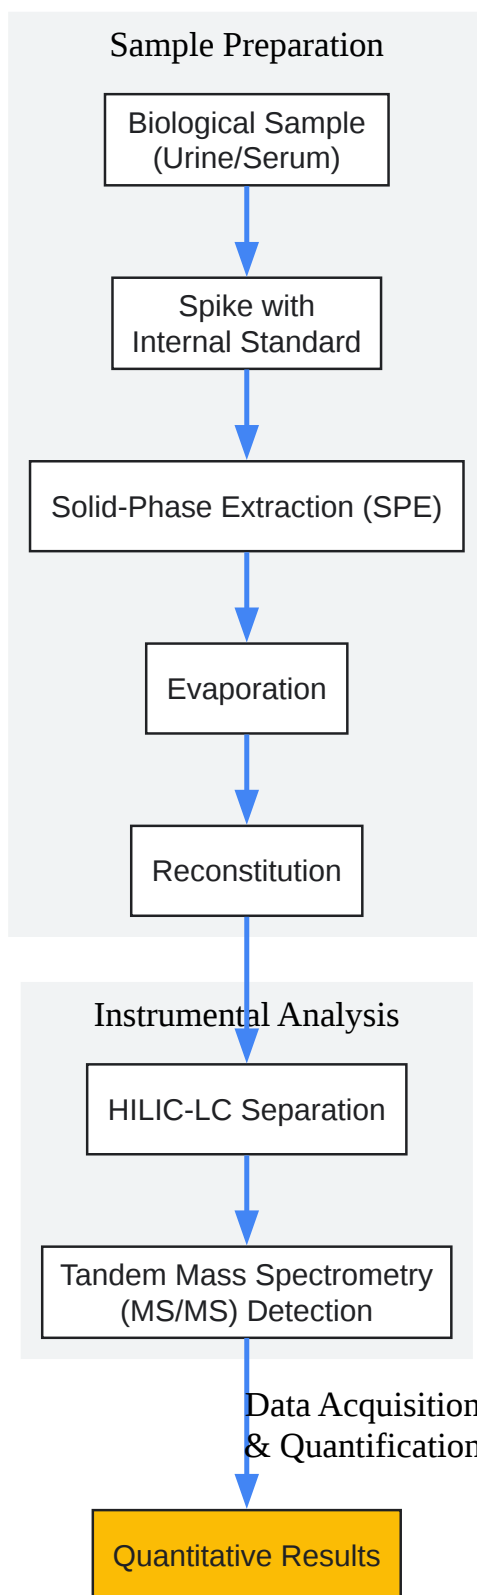 Sample Preparation
Biological Sample
(Urine/Serum)
Spike with
Internal Standard
Solid-Phase Extraction (SPE)
Evaporation
Reconstitution
Instrumental Analysis
HILIC-LC Separation
Tandem Mass Spectrometry
(MS/MS) Detection
Data Acquisition
& Quantification
Quantitative Results